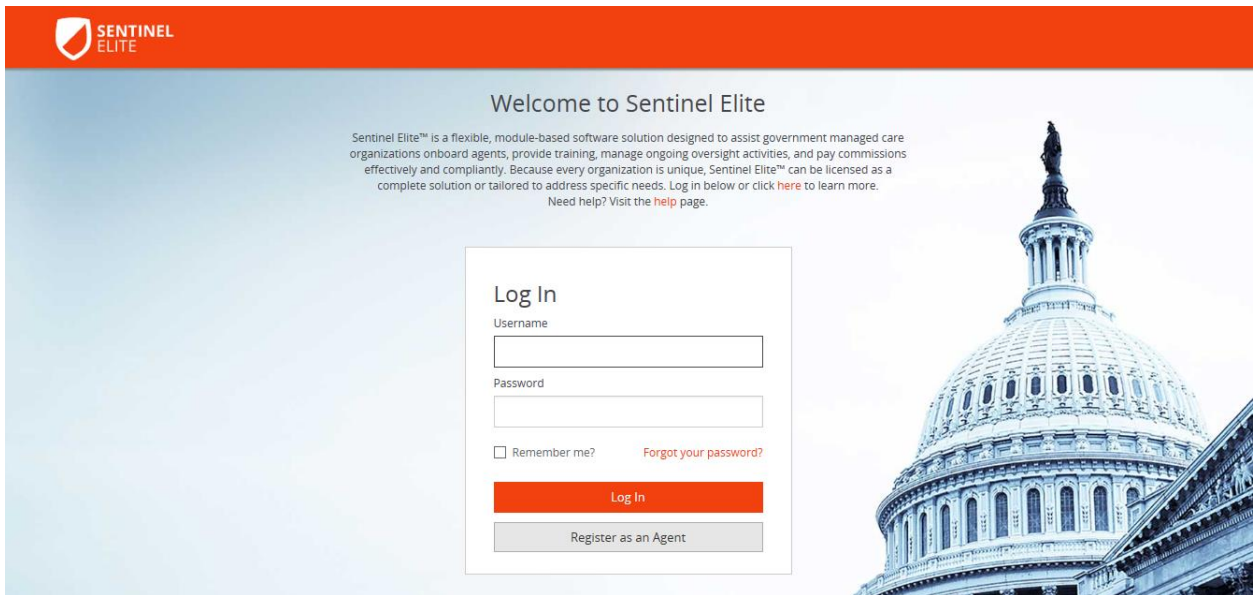 SENTINEL
ELITE
Welcome to Sentinel Elite
Sentinel Elite™ is a flexible, module-based software solution designed to assist government managed care
organizations onboard agents, provide training, manage ongoing oversight activities, and pay commissions
effectively and compliantly. Because every organization is unique, Sentinel Elite™ can be licensed as a
complete solution or tailored to address specific needs. Log in below or click here to learn more.
Need help? Visit the help page.
Log In
Username
Password
Remember me? Forgot your password?
Log In
Register as an Agent